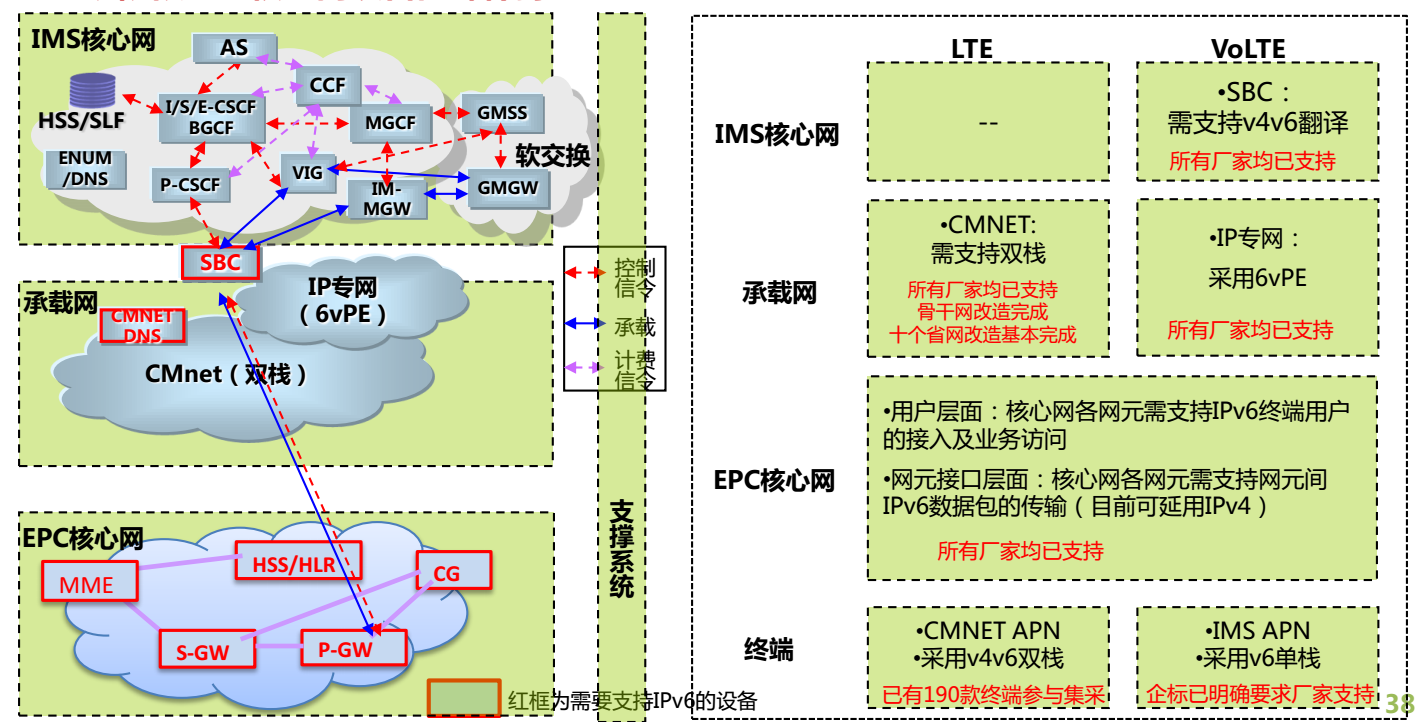 IMS核心网
AS
CCF
HSS/SLF
I/S/E-CSCF
BGCF
MGCF
GMSS
软交换
ENUM
/DNS
P-CSCF
VIG
IM-
MGW
GMGW
SBC
IP专网
（6vPE）
承载网
CMNET
DNS
CMnet（双栈）
控制
信令
承载
计费
信令
支撑系统
EPC核心网
MME
HSS/HLR
CG
S-GW
P-GW
红框为需要支持IPv6的设备
LTE
VoLTE
IMS核心网
--
•SBC：
需支持v4v6翻译
所有厂家均已支持
承载网
•CMNET:
需支持双栈
所有厂家均已支持
骨干网改造完成
十个省网改造基本完成
•IP专网：
采用6vPE
所有厂家均已支持
EPC核心网
•用户层面：核心网各网元需支持IPv6终端用户
的接入及业务访问
•网元接口层面：核心网各网元需支持网元间
IPv6数据包的传输（目前可延用IPv4）
所有厂家均已支持
终端
•CMNET APN
•采用v4v6双栈
已有190款终端参与集采
•IMS APN
•采用v6单栈
企标已明确要求厂家支持
38